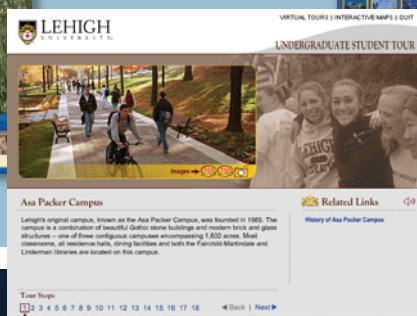 LEHIGH
UNIVERSITY.
VIRTUAL TOURS | INTERACTIVE MAPS | QUIT
UNDERGRADUATE STUDENT TOUR
LEHIGH
Images
Asa Packer Campus
Lehigh's original campus, known as the Asa Packer Campus, was founded in 1865. The
campus is a combination of beautiful Gothic stone buildings and modern brick and glass
structures – one of three contiguous campuses encompassing 1,600 acres. Most
classrooms, all residence halls, dining facilities and both the Fairchild-Martindale and
Linderman libraries are located on this campus.
Related Links
History of Asa Packer Campus
Tour Stops
1 2 3 4 5 6 7 8 9 10 11 12 13 14 15 16 17 18
Back | Next